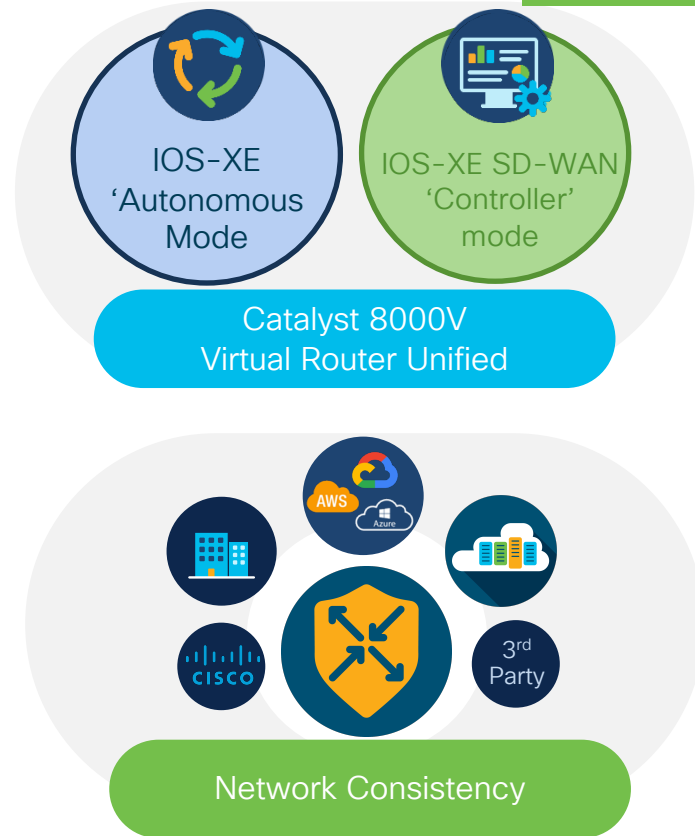 IOS-XE
'Autonomous
Mode
IOS-XE SD-WAN
'Controller'
mode
Catalyst 8000V
Virtual Router Unified
AWS
Azure
CISCO
3rd
Party
Network Consistency